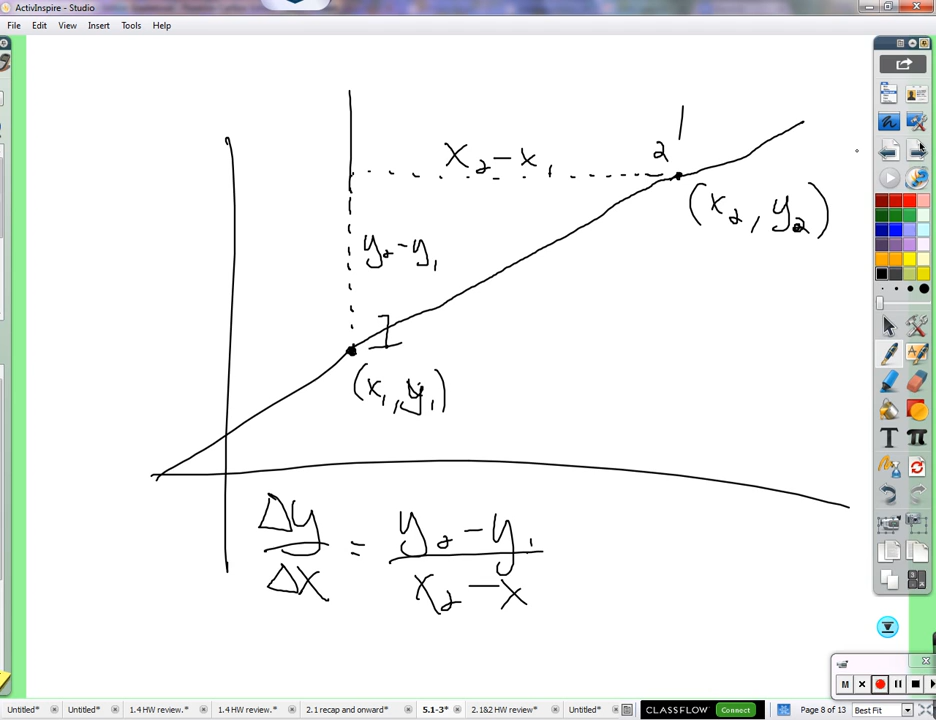 ActivInspire - Studio
File Edit View Insert Tools Help
1
2
x₂-x₁
(x₂, y₂)
y₂-y₁
I
(x₁, y₁)
Δy/Δx = y₂-y₁/x₂-x
M
Untitled* Untitled* 1.4 HW review.* 1.4 HW review.* 2.1 recap and onward* 5.1-3* 2.1&2 HW review* Untitled* CLASSFLOW Connect Page 8 of 13 Best Fit